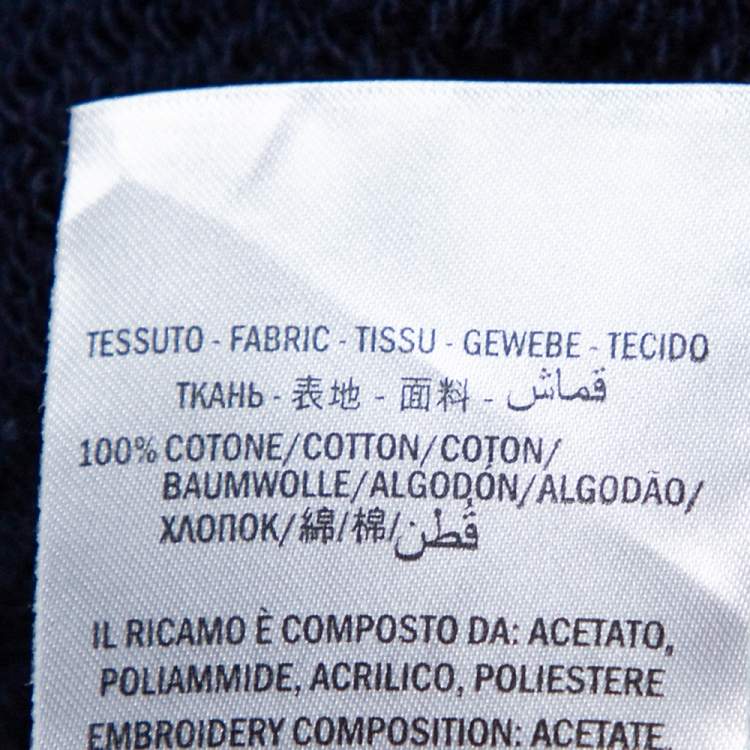 TESSUTO - FABRIC - TISSU - GEWEBE - TECIDO
ТКАНЬ - 表地 - 面料 - قماش
100% COTONE/COTTON/COTON/
BAUMWOLLE/ALGODÓN/ALGODÃO/
ХЛОПОК/綿/棉/قُطن
IL RICAMO È COMPOSTO DA: ACETATO,
POLIAMMIDE, ACRILICO, POLIESTERE
EMBROIDERY COMPOSITION: ACETATE